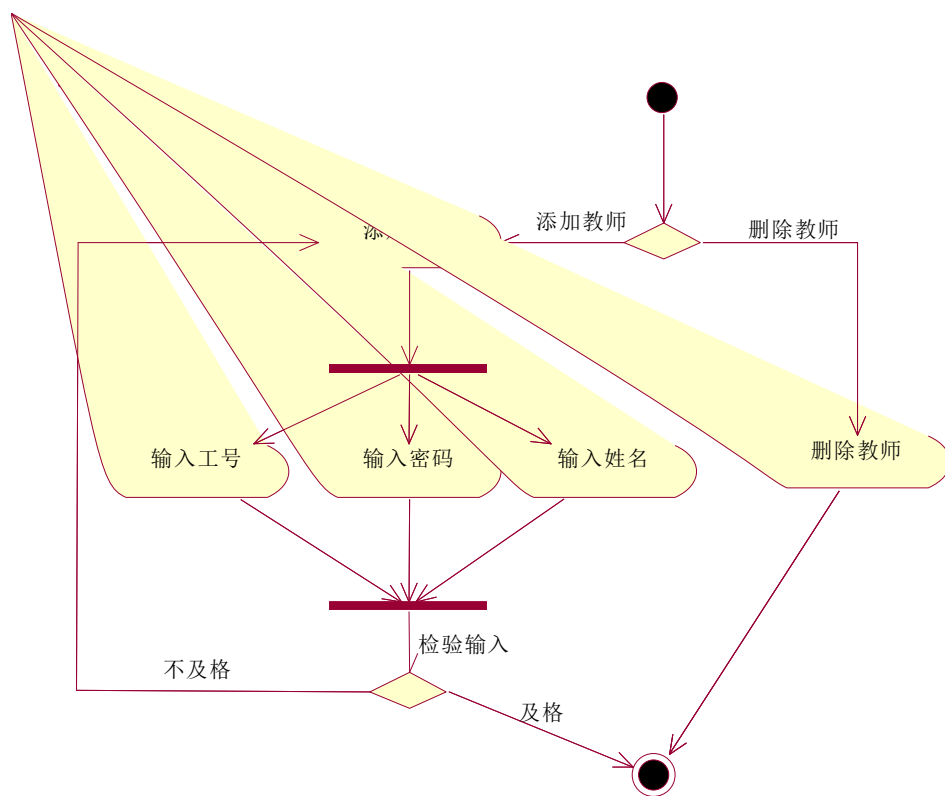 添加教师
删除教师
添
输入工号
输入密码
输入姓名
删除教师
检验输入
不及格
及格